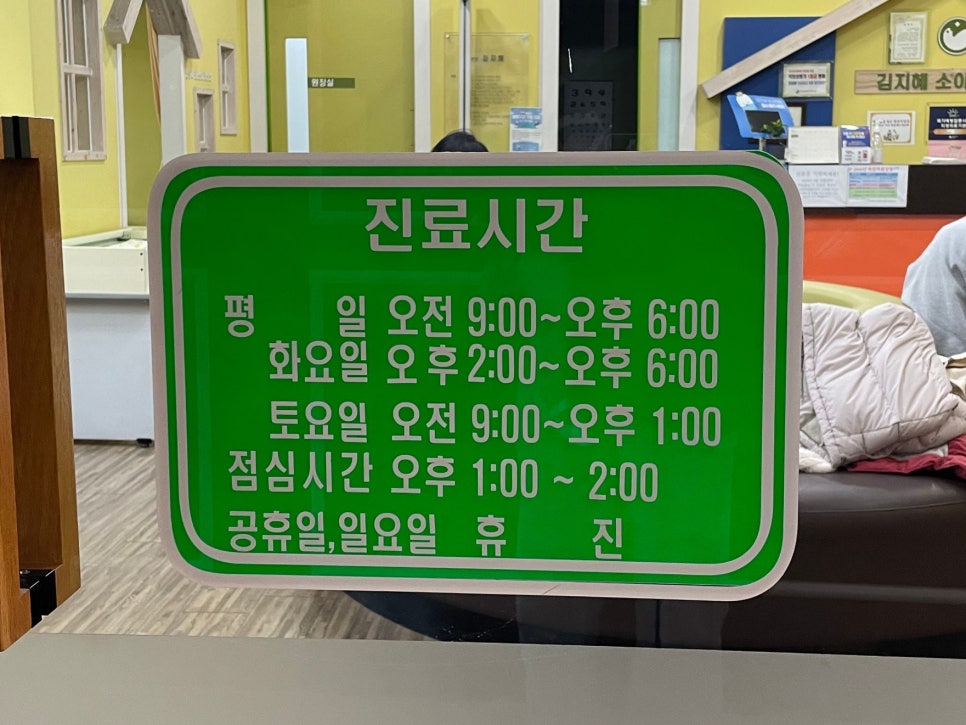 원장실
김지혜 소아
진료시간
평 일 오전 9:00~오후 6:00
화요일 오후 2:00~오후 6:00
토요일 오전 9:00~오후 1:00
점심시간 오후 1:00 ~ 2:00
공휴일,일요일 휴 진